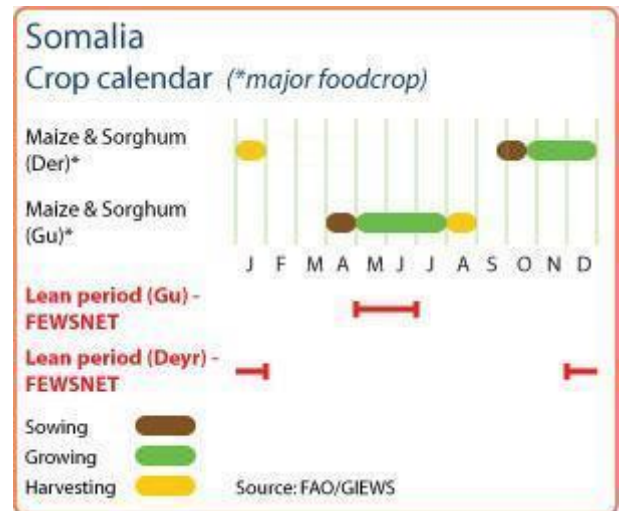 Somalia
Crop calendar (*major foodcrop)
Maize & Sorghum
(Der)*
Maize & Sorghum
(Gu)*
J F M A M J J A S O N D
Lean period (Gu) -
FEWSNET
Lean period (Deyr) -
FEWSNET
Sowing
Growing
Harvesting Source: FAO/GIEWS